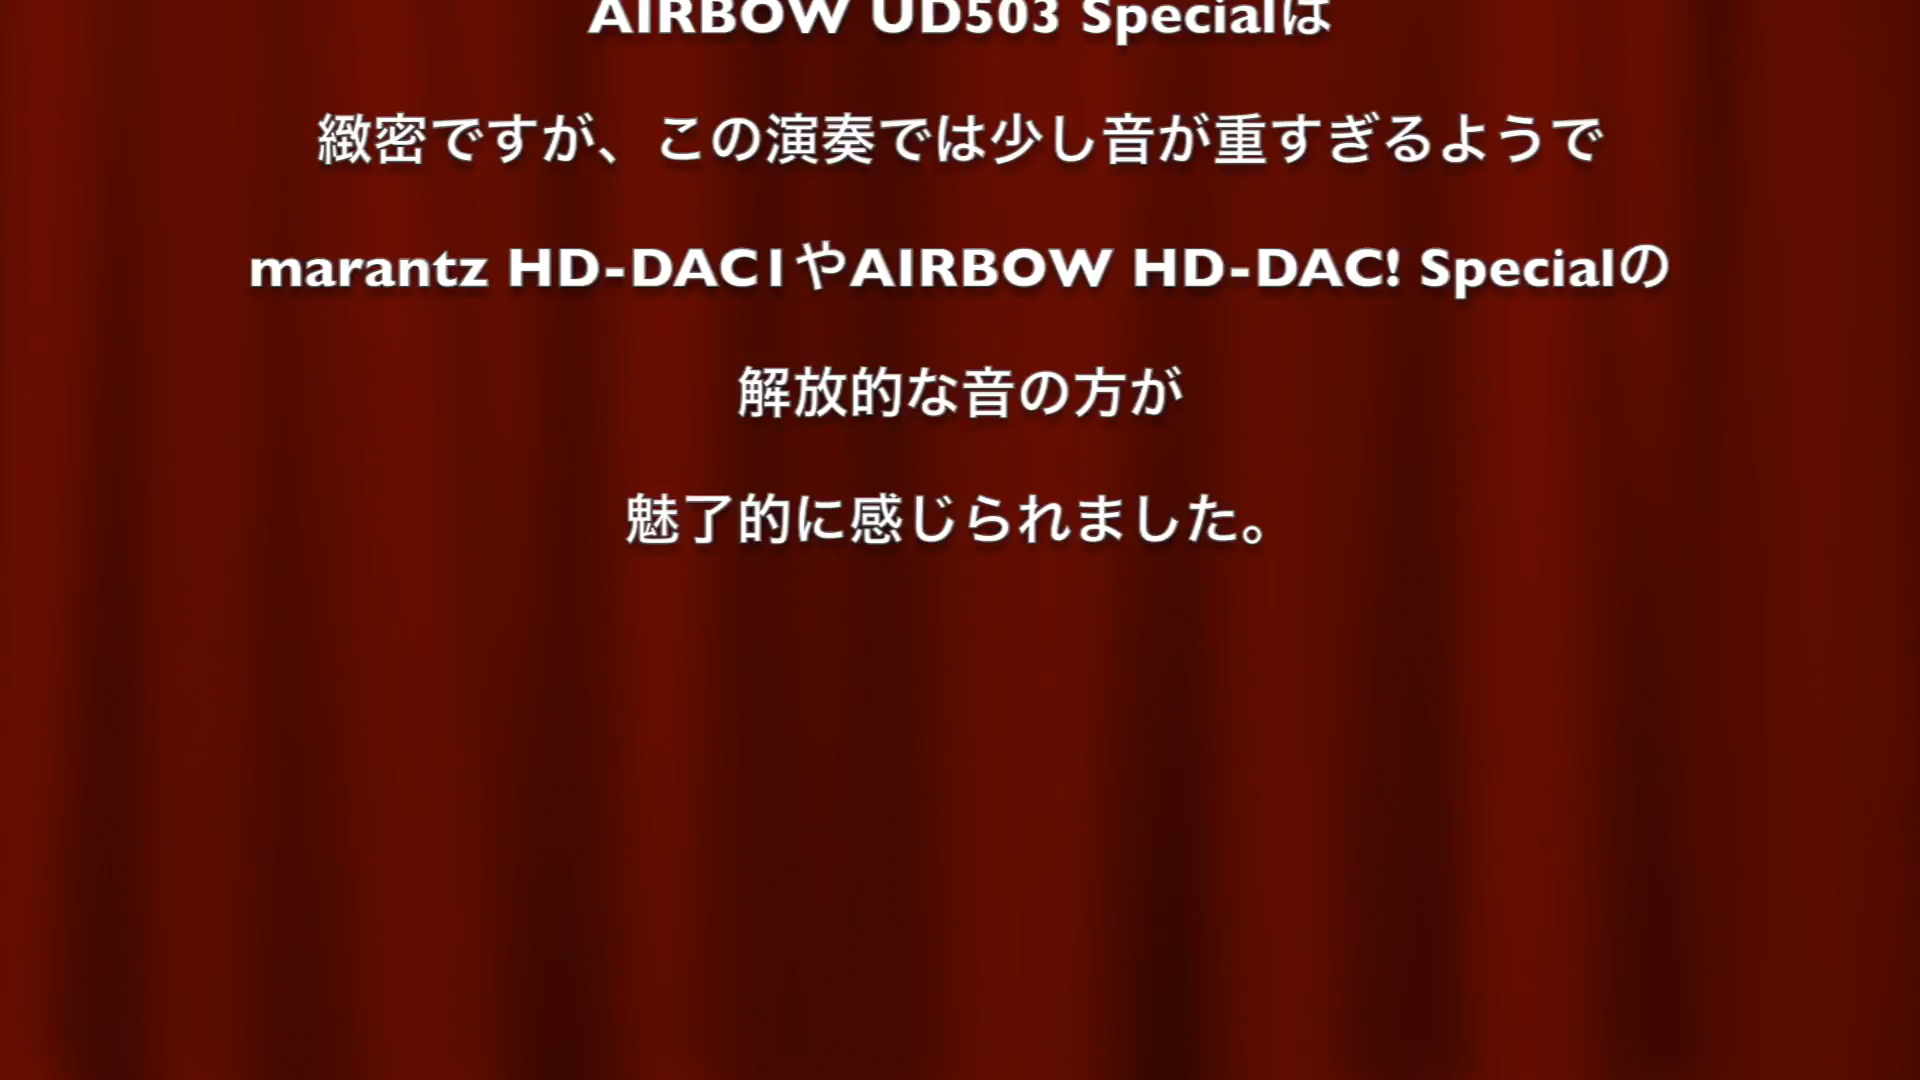 AIRBOW UD503 Specialは
緻密ですが、この演奏では少し音が重すぎるようで
marantz HD-DAC1やAIRBOW HD-DAC! Specialの
解放的な音の方が
魅了的に感じられました。